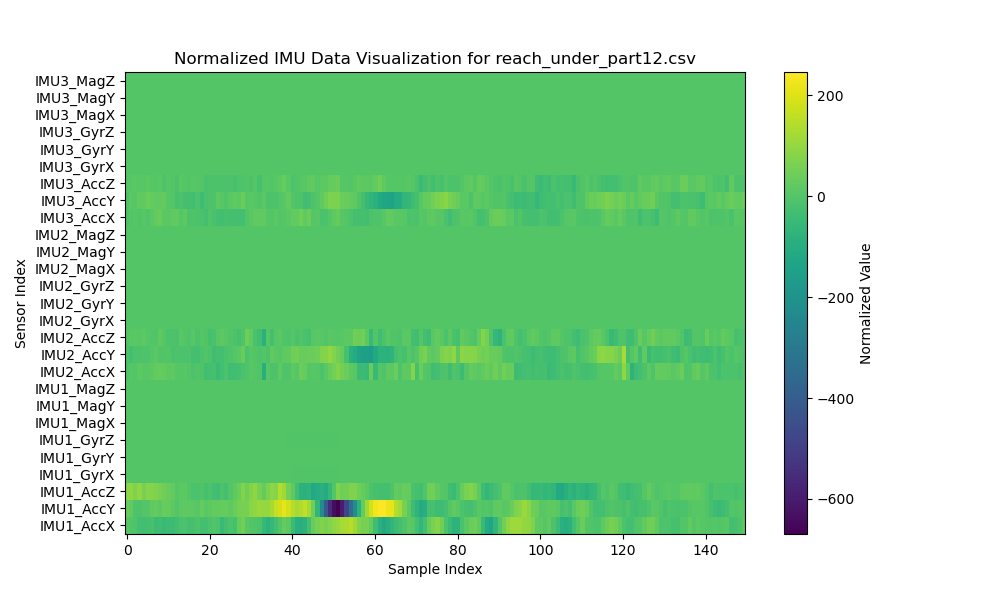 Normalized IMU Data Visualization for reach_under_part12.csv
Sensor Index
IMU3_MagZ
IMU3_MagY
IMU3_MagX
IMU3_GyrZ
IMU3_GyrY
IMU3_GyrX
IMU3_AccZ
IMU3_AccY
IMU3_AccX
IMU2_MagZ
IMU2_MagY
IMU2_MagX
IMU2_GyrZ
IMU2_GyrY
IMU2_GyrX
IMU2_AccZ
IMU2_AccY
IMU2_AccX
IMU1_MagZ
IMU1_MagY
IMU1_MagX
IMU1_GyrZ
IMU1_GyrY
IMU1_GyrX
IMU1_AccZ
IMU1_AccY
IMU1_AccX
0 20 40 60 80 100 120 140
Sample Index
200
0
−200
−400
−600
Normalized Value